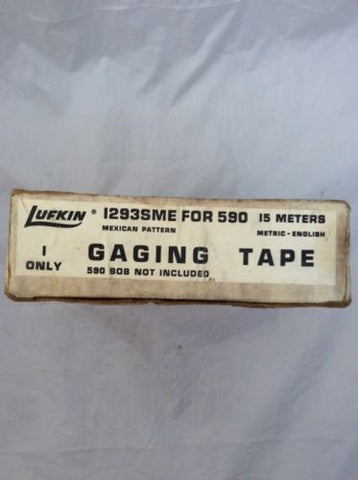 LUFKIN® 1293SME FOR 590 15 METERS
MEXICAN PATTERN METRIC-ENGLISH
1 ONLY GAGING TAPE
590 BOB NOT INCLUDED